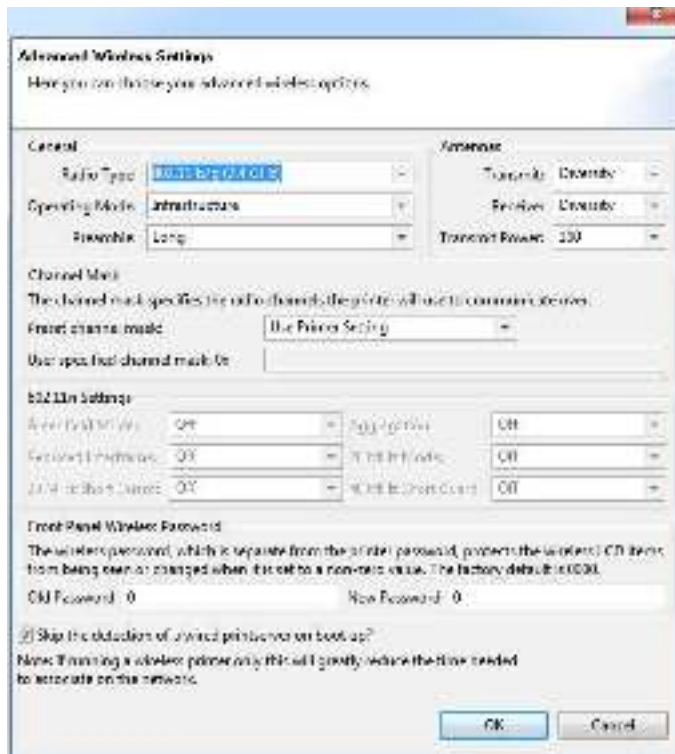 Advanced Wireless Settings
Here you can choose your advanced wireless options.
General
Antennas
Radio Type:
Transmit: Diversity
Operating Mode: Infrastructure
Receive: Diversity
Preamble: Long
Transmit Power: 100
Channel Mask
The channel mask specifies the radio channels the printer will use to communicate over.
Preset channel mask: Use Printer Setting
User specified channel mask: 0x
802.11n Settings
Off
Aggregation: Off
Off
Off
Off
Off
Front Panel Wireless Password
The wireless password, which is separate from the printer password, protects the wireless LCD items
from being seen or changed when it is set to a non-zero value. The factory default is 0000.
Old Password: 0
New Password: 0
Skip the detection of a wired printserver on boot up?
Note: If running a wireless printer only this will greatly reduce the time needed
to associate on the network.
OK
Cancel